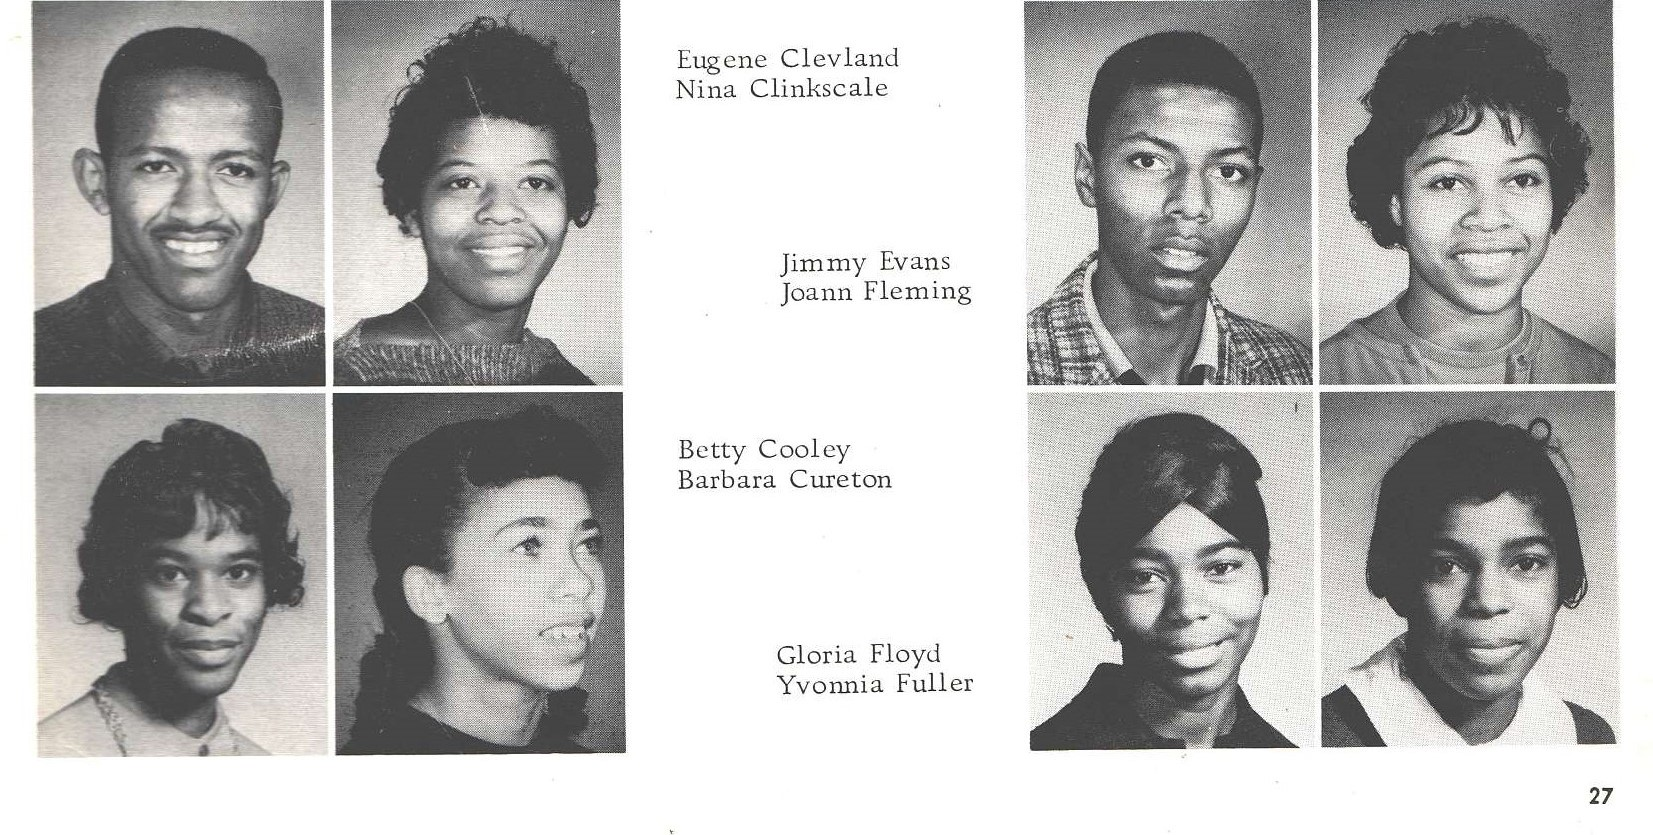 Eugene Clevland
Nina Clinkscale
Jimmy Evans
Joann Fleming
Betty Cooley
Barbara Cureton
Gloria Floyd
Yvonnia Fuller
27